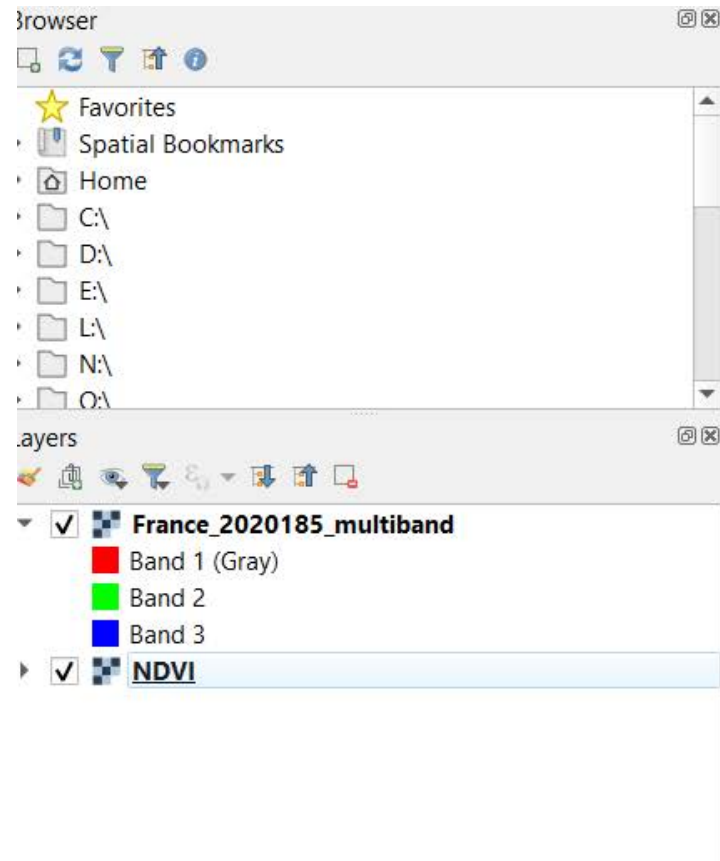 Browser
Favorites
Spatial Bookmarks
Home
C:\
D:\
E:\
L:\
N:\
O:\
Layers
France_2020185_multiband
Band 1 (Gray)
Band 2
Band 3
NDVI